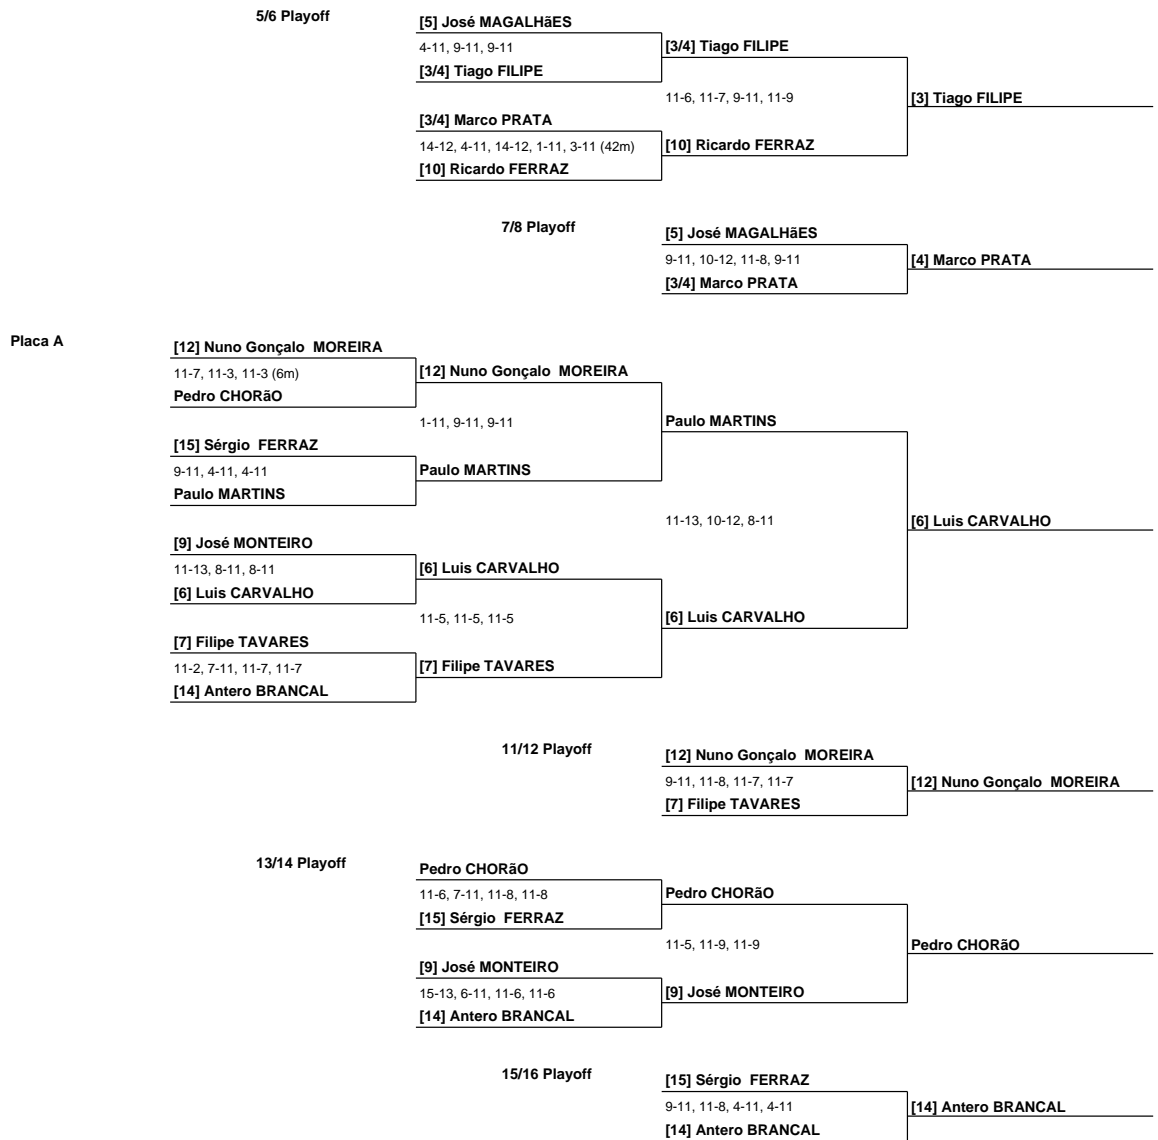 5/6 Playoff
[5] José MAGALHãES
4-11, 9-11, 9-11
[3/4] Tiago FILIPE
[3/4] Tiago FILIPE
11-6, 11-7, 9-11, 11-9
[3] Tiago FILIPE
[3/4] Marco PRATA
14-12, 4-11, 14-12, 1-11, 3-11 (42m)
[10] Ricardo FERRAZ
[10] Ricardo FERRAZ
7/8 Playoff
[5] José MAGALHãES
9-11, 10-12, 11-8, 9-11
[4] Marco PRATA
[3/4] Marco PRATA
Placa A
[12] Nuno Gonçalo  MOREIRA
11-7, 11-3, 11-3 (6m)
[12] Nuno Gonçalo  MOREIRA
Pedro CHORãO
1-11, 9-11, 9-11
Paulo MARTINS
[15] Sérgio  FERRAZ
9-11, 4-11, 4-11
Paulo MARTINS
Paulo MARTINS
11-13, 10-12, 8-11
[6] Luis CARVALHO
[9] José MONTEIRO
11-13, 8-11, 8-11
[6] Luis CARVALHO
[6] Luis CARVALHO
11-5, 11-5, 11-5
[6] Luis CARVALHO
[7] Filipe TAVARES
11-2, 7-11, 11-7, 11-7
[7] Filipe TAVARES
[14] Antero BRANCAL
11/12 Playoff
[12] Nuno Gonçalo  MOREIRA
9-11, 11-8, 11-7, 11-7
[12] Nuno Gonçalo  MOREIRA
[7] Filipe TAVARES
13/14 Playoff
Pedro CHORãO
11-6, 7-11, 11-8, 11-8
Pedro CHORãO
[15] Sérgio  FERRAZ
11-5, 11-9, 11-9
Pedro CHORãO
[9] José MONTEIRO
15-13, 6-11, 11-6, 11-6
[9] José MONTEIRO
[14] Antero BRANCAL
15/16 Playoff
[15] Sérgio  FERRAZ
9-11, 11-8, 4-11, 4-11
[14] Antero BRANCAL
[14] Antero BRANCAL